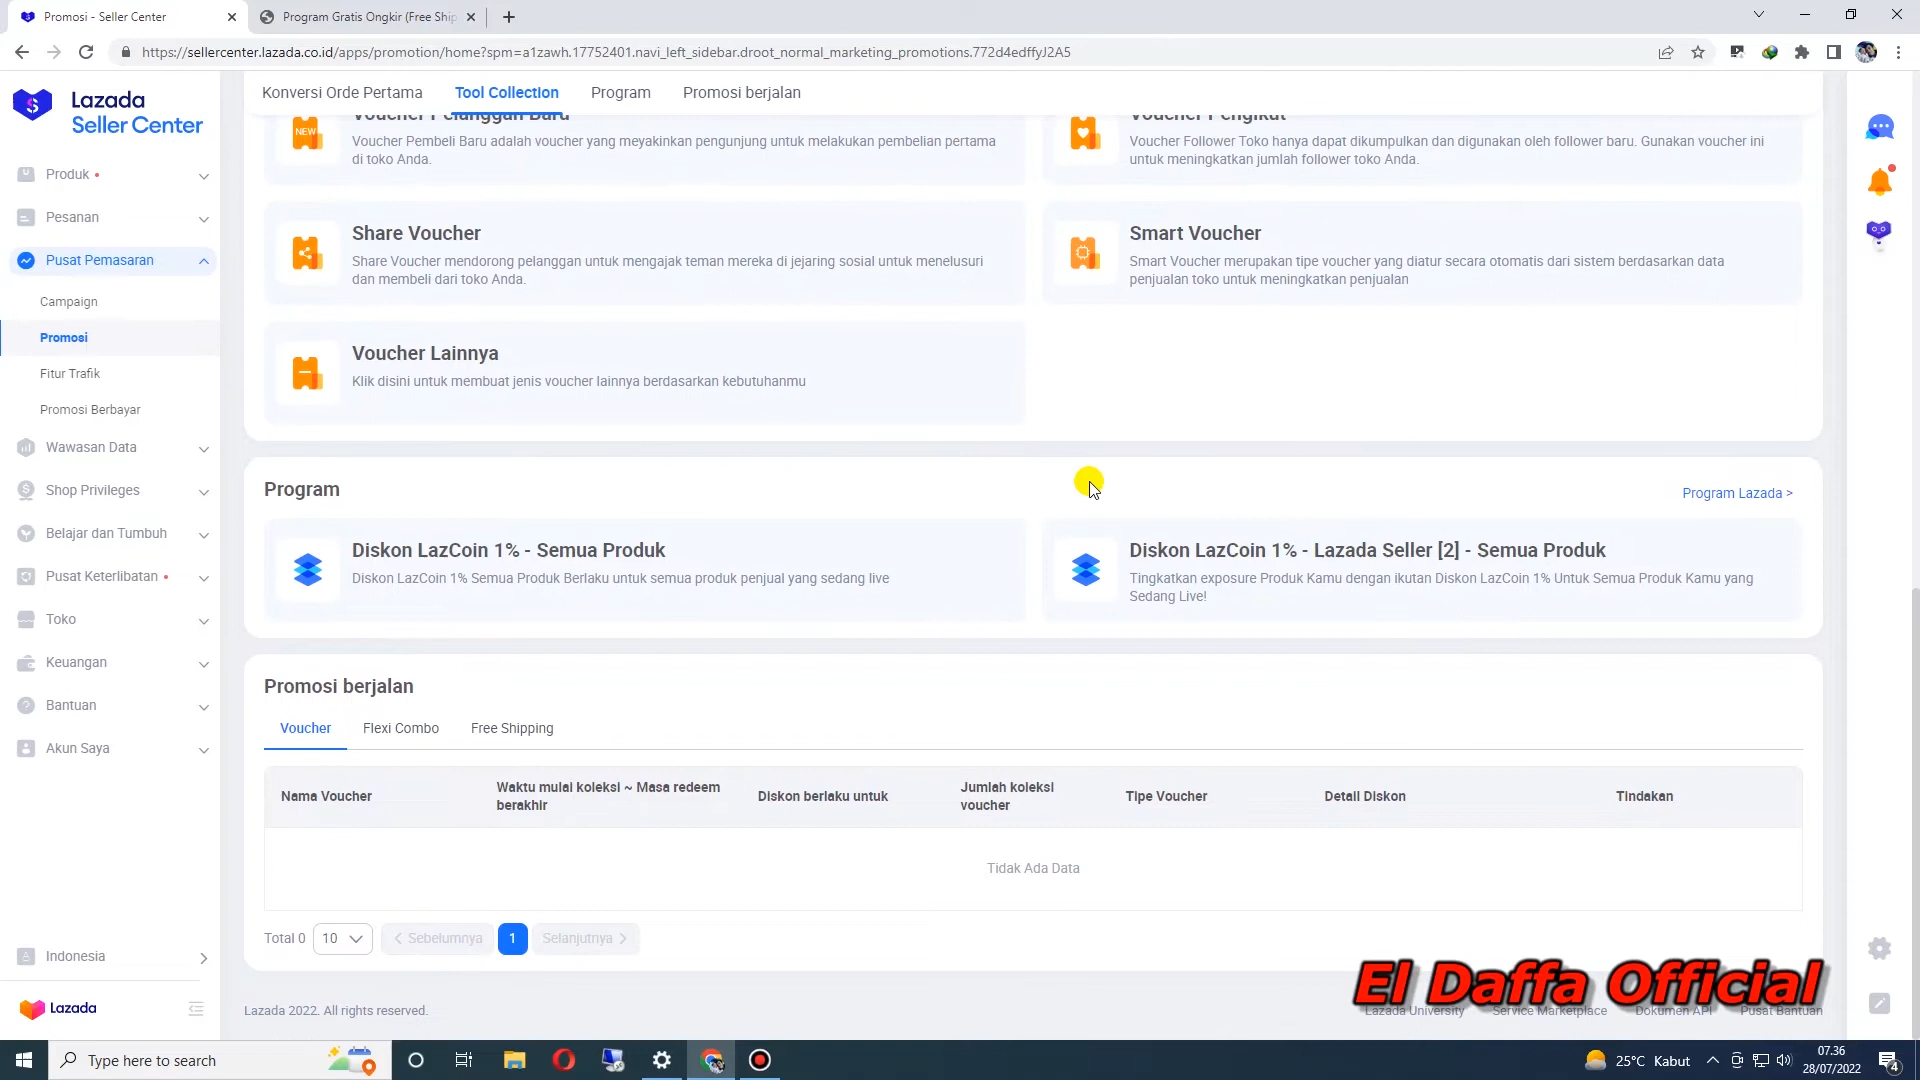 Promosi - Seller Center
Program Gratis Ongkir (Free Ship
https://sellercenter.lazada.co.id/apps/promotion/home?spm=a1zawh.17752401.navi_left_sidebar.droot_normal_marketing_promotions.772d4edffyJ2A5
Lazada
Seller Center
Konversi Orde Pertama
Tool Collection
Program
Promosi berjalan
Produk
Pesanan
Pusat Pemasaran
Campaign
Promosi
Fitur Trafik
Promosi Berbayar
Wawasan Data
Shop Privileges
Belajar dan Tumbuh
Pusat Keterlibatan
Toko
Keuangan
Bantuan
Akun Saya
Indonesia
Lazada
Voucher Pelanggan Baru
NEW
Voucher Pembeli Baru adalah voucher yang meyakinkan pengunjung untuk melakukan pembelian pertama
di toko Anda.
Voucher Pengikut
Voucher Follower Toko hanya dapat dikumpulkan dan digunakan oleh follower baru. Gunakan voucher ini
untuk meningkatkan jumlah follower toko Anda.
Share Voucher
Share Voucher mendorong pelanggan untuk mengajak teman mereka di jejaring sosial untuk menelusuri
dan membeli dari toko Anda.
Smart Voucher
Smart Voucher merupakan tipe voucher yang diatur secara otomatis dari sistem berdasarkan data
penjualan toko untuk meningkatkan penjualan
Voucher Lainnya
Klik disini untuk membuat jenis voucher lainnya berdasarkan kebutuhanmu
Program
Program Lazada >
Diskon LazCoin 1% - Semua Produk
Diskon LazCoin 1% Semua Produk Berlaku untuk semua produk penjual yang sedang live
Diskon LazCoin 1% - Lazada Seller [2] - Semua Produk
Tingkatkan exposure Produk Kamu dengan ikutan Diskon LazCoin 1% Untuk Semua Produk Kamu yang
Sedang Live!
Promosi berjalan
Voucher
Flexi Combo
Free Shipping
Nama Voucher
Waktu mulai koleksi ~ Masa redeem
berakhir
Diskon berlaku untuk
Jumlah koleksi
voucher
Tipe Voucher
Detail Diskon
Tindakan
Tidak Ada Data
Total 0
10
Sebelumnya
1
Selanjutnya
El Daffa Official
Lazada 2022. All rights reserved.
Lazada University
Service Marketplace
Dokumen API
Pusat Bantuan
Type here to search
25°C Kabut
07.36
28/07/2022
4